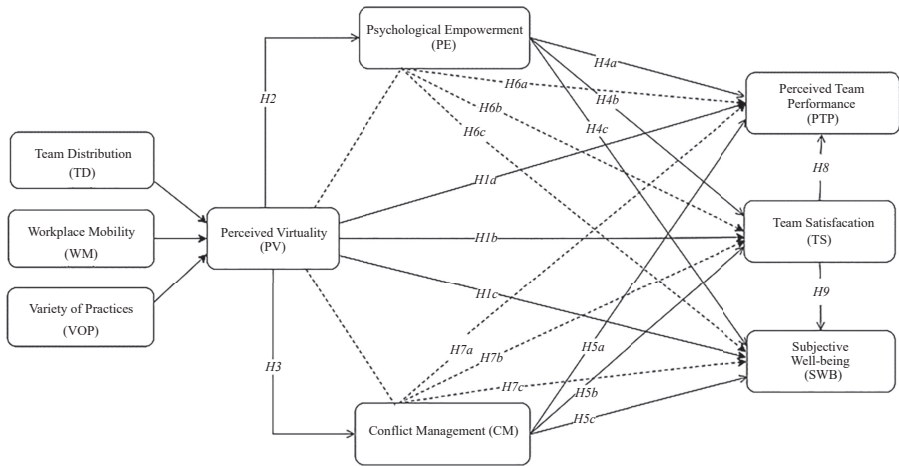 Psychological Empowerment
(PE)
H4a
H6a
H2
H6b
H4b
H6c
H4c
Perceived Team
Performance
(PTP)
Team Distribution
(TD)
H1a
H8
Workplace Mobility
(WM)
Perceived Virtuality
(PV)
H1b
Team Satisfacation
(TS)
Variety of Practices
(VOP)
H1c
H9
H3
H7a
H7b
H5a
H7c
H5b
H5c
Subjective
Well-being
(SWB)
Conflict Management (CM)